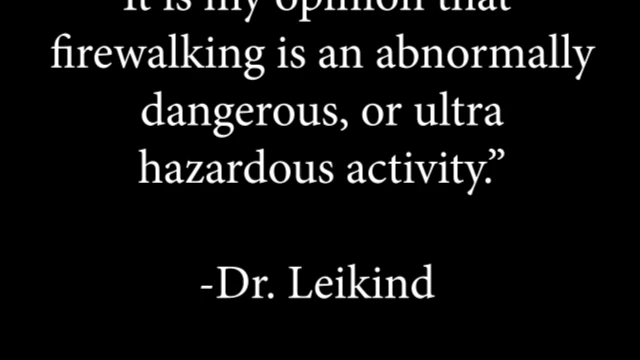 It is my opinion that
firewalking is an abnormally
dangerous, or ultra
hazardous activity.”
-Dr. Leikind